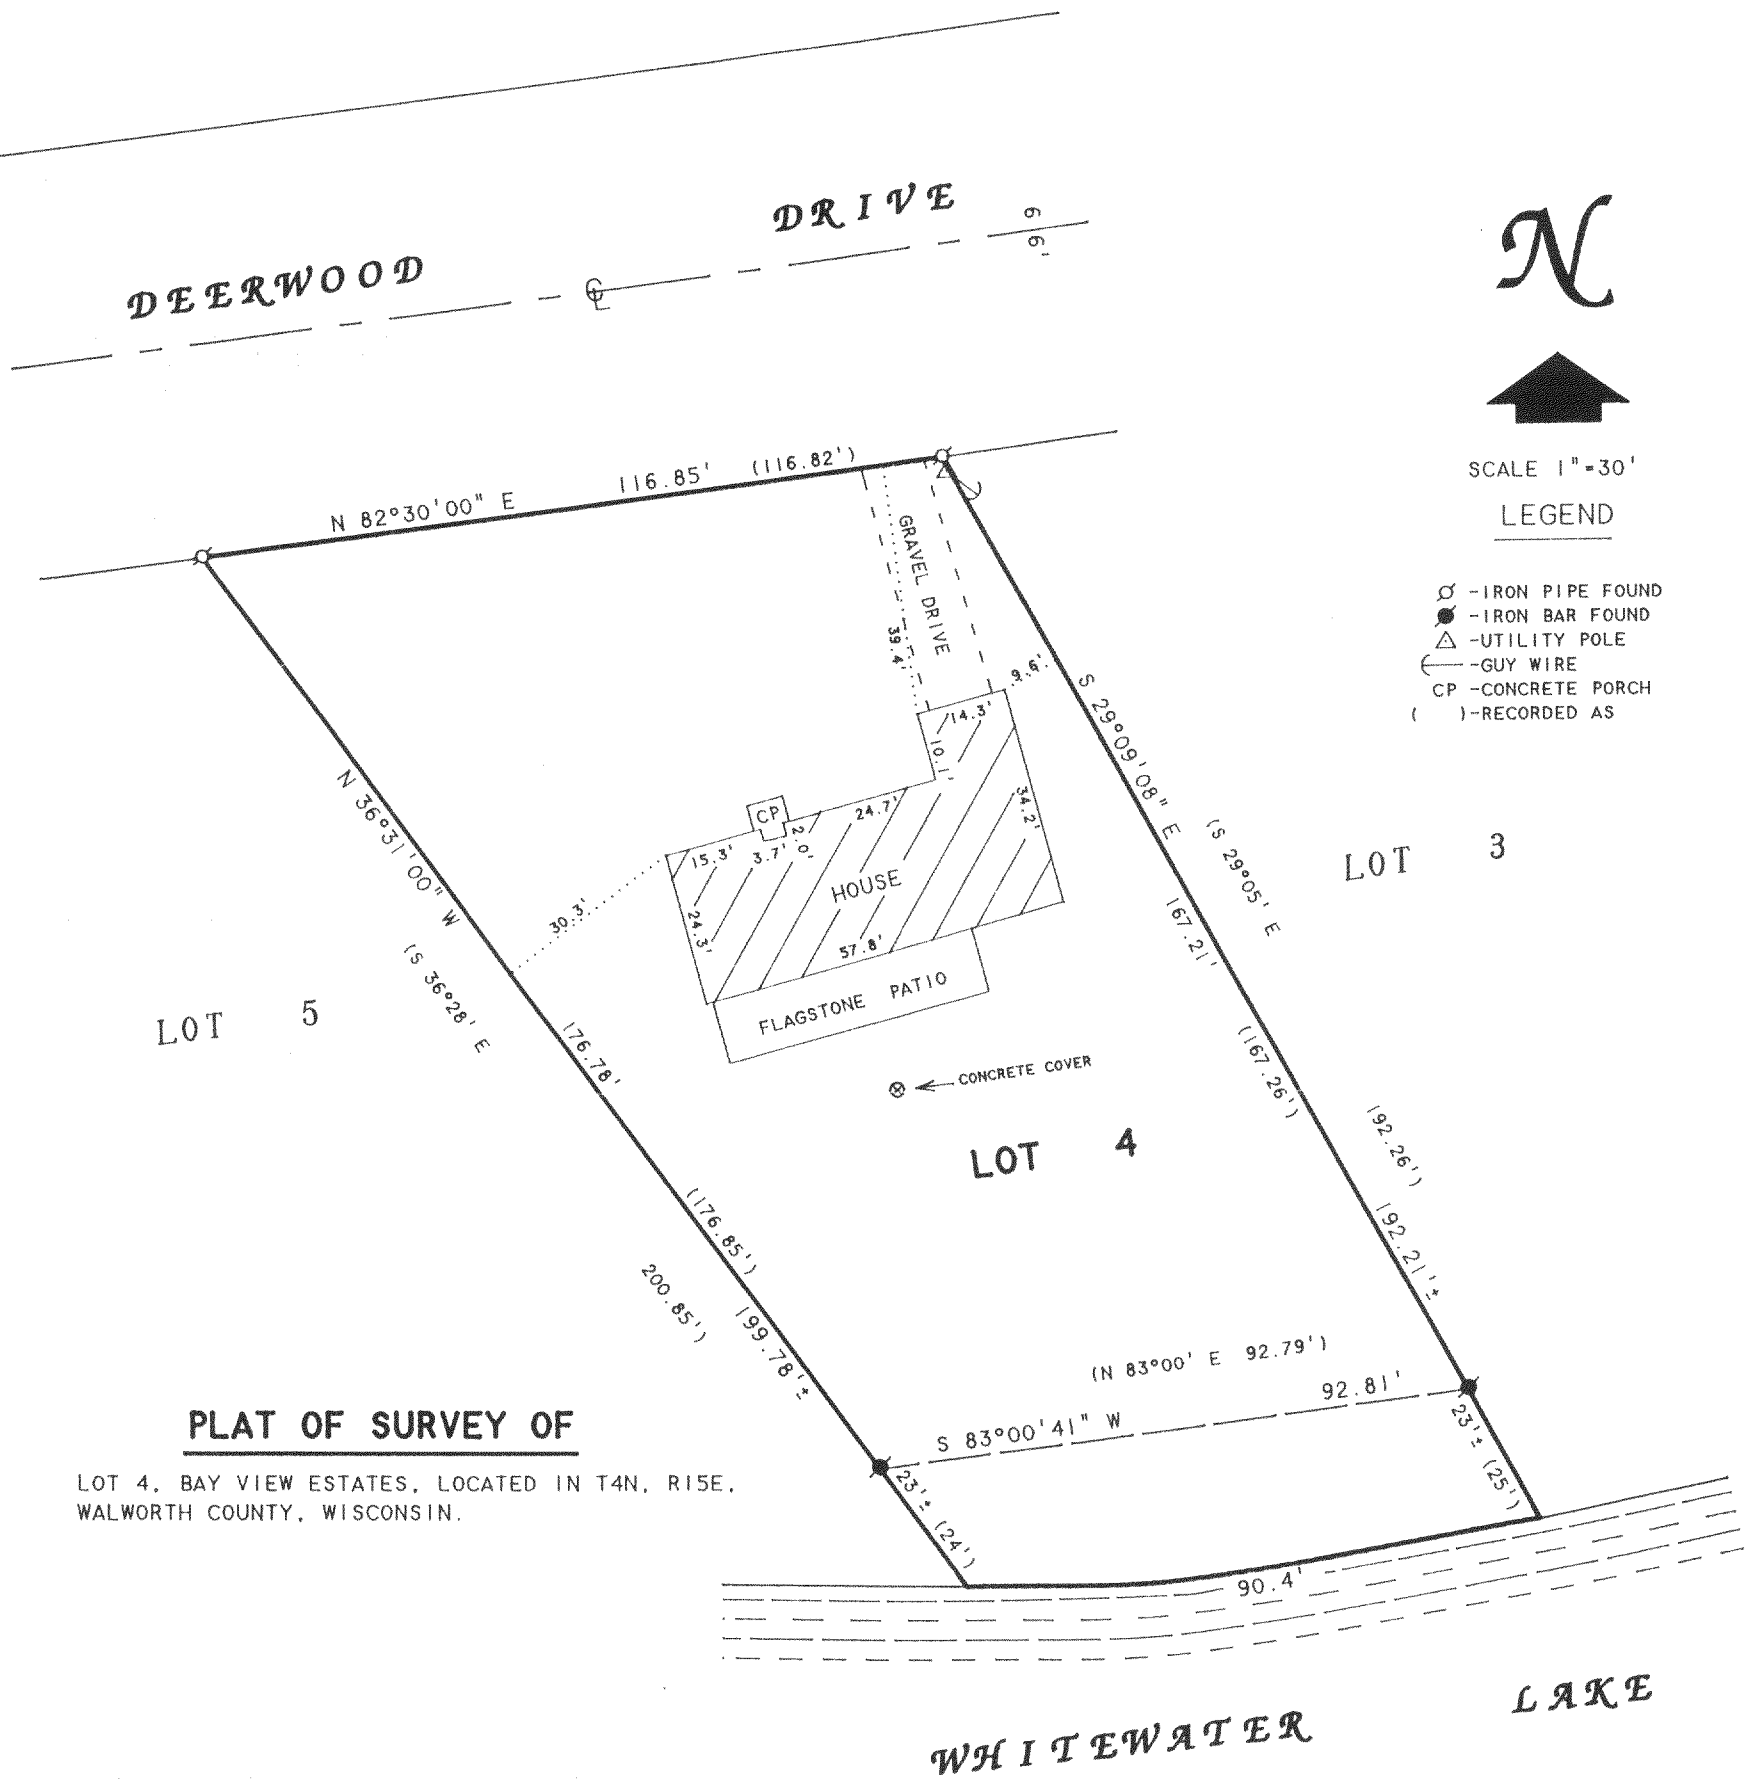 DEERWOOD DRIVE
66'
℄
N
SCALE 1"=30'
LEGEND
-IRON PIPE FOUND
-IRON BAR FOUND
-UTILITY POLE
-GUY WIRE
CP -CONCRETE PORCH
( )-RECORDED AS
N 82°30'00" E 116.85' (116.82')
GRAVEL DRIVE
39.4'
9.6'
14.3'
10.1'
34.2'
24.7'
CP
2.0'
3.7'
15.3'
HOUSE
24.3'
57.8'
30.3'
FLAGSTONE PATIO
CONCRETE COVER
LOT 4
LOT 3
LOT 5
S 29°09'08" E 167.21'
(S 29°05' E
(167.26')
192.26')
192.21'±
N 36°31'00" W
(S 36°28' E
176.78'
(176.85')
200.85')
199.78'±
(N 83°00' E 92.79')
S 83°00'41" W 92.81'
23'± (25')
23'± (24')
90.4'
PLAT OF SURVEY OF
LOT 4, BAY VIEW ESTATES, LOCATED IN T4N, R15E,
WALWORTH COUNTY, WISCONSIN.
WHITEWATER LAKE